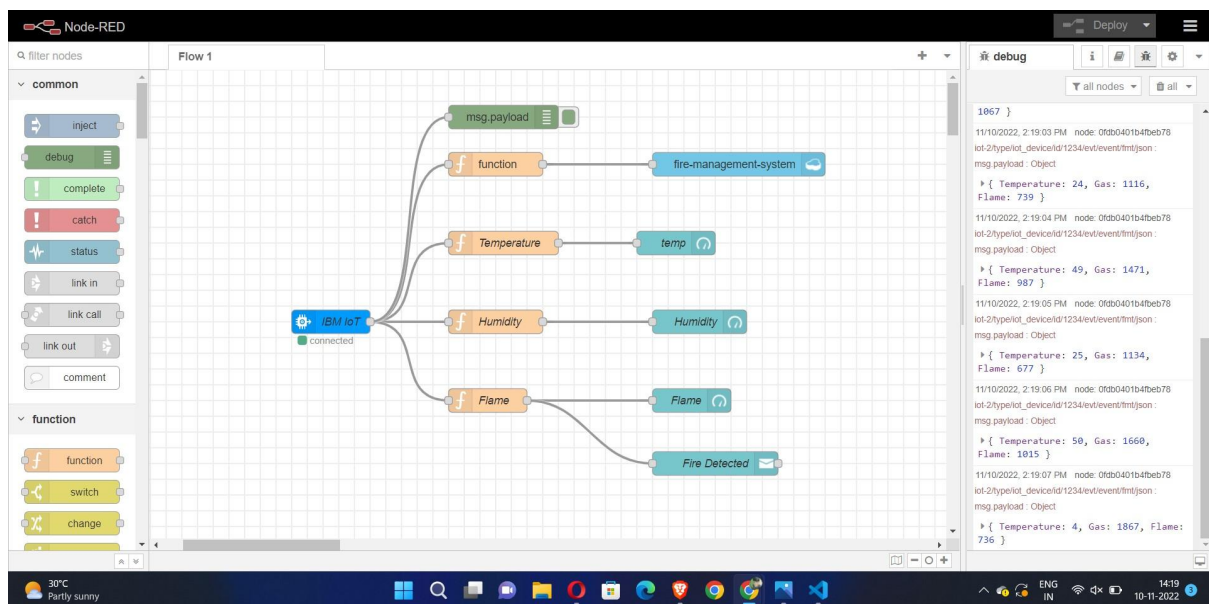 Node-RED
Deploy
filter nodes
Flow 1
debug
i
all nodes
all
common
inject
debug
complete
catch
status
link in
link call
link out
comment
function
function
switch
change
msg.payload
function
fire-management-system
Temperature
temp
IBM IoT
connected
Humidity
Humidity
Flame
Flame
Fire Detected
1067 }
11/10/2022, 2:19:03 PM node: 0fdb0401b4fbeb78
iot-2/type/iot_device/id/1234/evt/event/fmt/json :
msg.payload : Object
{ Temperature: 24, Gas: 1116,
Flame: 739 }
11/10/2022, 2:19:04 PM node: 0fdb0401b4fbeb78
iot-2/type/iot_device/id/1234/evt/event/fmt/json :
msg.payload : Object
{ Temperature: 49, Gas: 1471,
Flame: 987 }
11/10/2022, 2:19:05 PM node: 0fdb0401b4fbeb78
iot-2/type/iot_device/id/1234/evt/event/fmt/json :
msg.payload : Object
{ Temperature: 25, Gas: 1134,
Flame: 677 }
11/10/2022, 2:19:06 PM node: 0fdb0401b4fbeb78
iot-2/type/iot_device/id/1234/evt/event/fmt/json :
msg.payload : Object
{ Temperature: 50, Gas: 1660,
Flame: 1015 }
11/10/2022, 2:19:07 PM node: 0fdb0401b4fbeb78
iot-2/type/iot_device/id/1234/evt/event/fmt/json :
msg.payload : Object
{ Temperature: 4, Gas: 1867, Flame:
736 }
30°C
Partly sunny
ENG
IN
14:19
10-11-2022
3